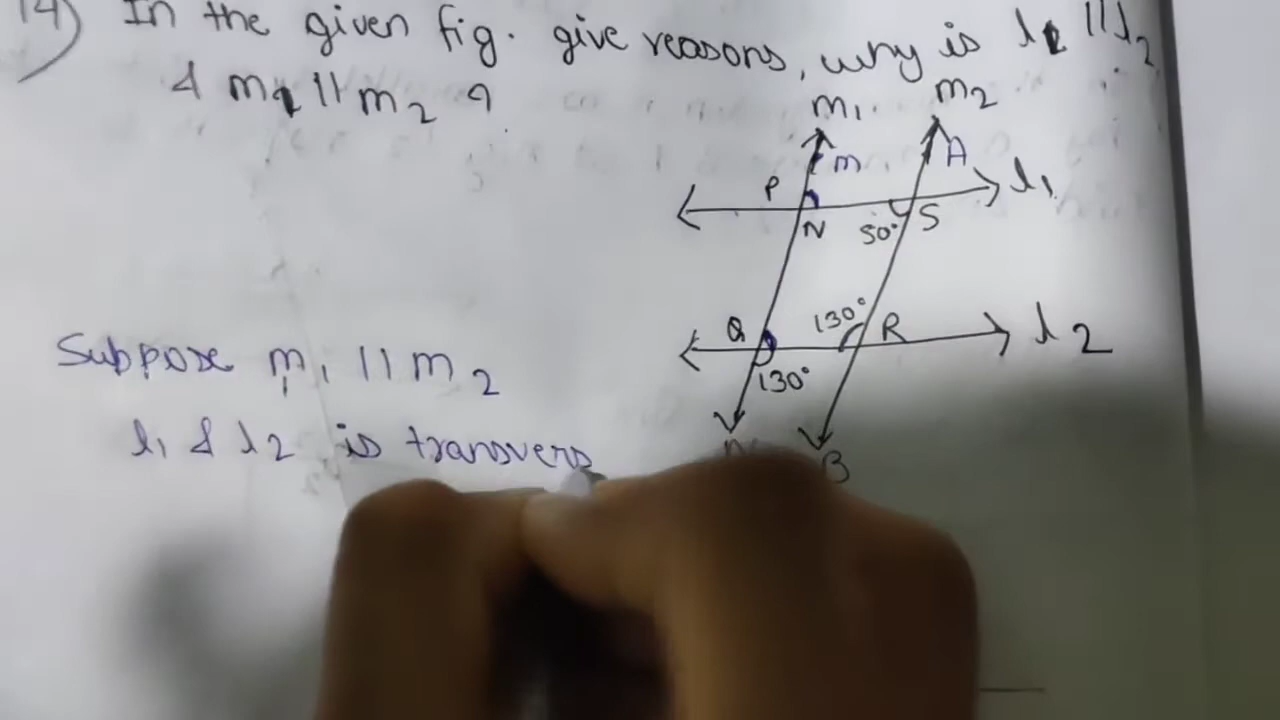 14) In the given fig. give reasons, why is l1 || l2
& m1 || m2 ?
m1 m2
M A
P l1
N 50° S
Q 130° R l2
130°
B
Suppose m1 || m2
l1 & l2 is transvers